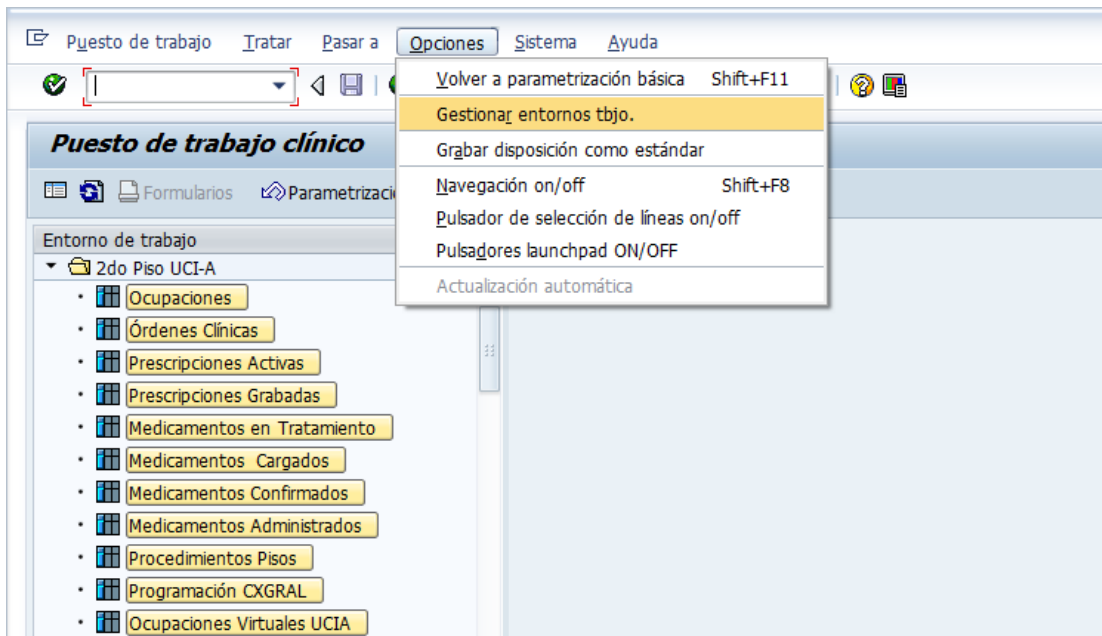 Puesto de trabajo Tratar Pasar a Opciones Sistema Ayuda
Volver a parametrización básica Shift+F11
Gestionar entornos tbjo.
Grabar disposición como estándar
Navegación on/off Shift+F8
Pulsador de selección de líneas on/off
Pulsadores launchpad ON/OFF
Actualización automática
Puesto de trabajo clínico
Formularios Parametrizaci
Entorno de trabajo
2do Piso UCI-A
Ocupaciones
Órdenes Clínicas
Prescripciones Activas
Prescripciones Grabadas
Medicamentos en Tratamiento
Medicamentos Cargados
Medicamentos Confirmados
Medicamentos Administrados
Procedimientos Pisos
Programación CXGRAL
Ocupaciones Virtuales UCIA